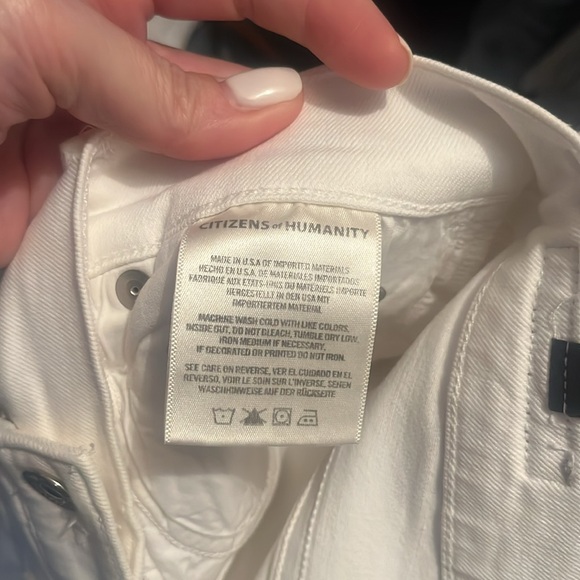 CITIZENS of HUMANITY
MADE IN U.S.A OF IMPORTED MATERIALS
HECHO EN U.S.A. DE MATERIALES IMPORTADOS
FABRIQUE AUX ETATS-UNIS OU MATERIELS IMPORTE
HERGESTELLT IN DEN USA MIT
IMPORTIERTEM MATERIAL
MACHINE WASH COLD WITH LIKE COLORS,
INSIDE OUT, DO NOT BLEACH, TUMBLE DRY LOW.
IRON MEDIUM IF NECESSARY.
IF DECORATED OR PRINTED DO NOT IRON.
SEE CARE ON REVERSE, VER EL CUIDADO EN EL
REVERSO, VOIR LE SOIN SUR L'INVERSE, SEHEN
WASCHHINWEISE AUF DER RÜCKSEITE